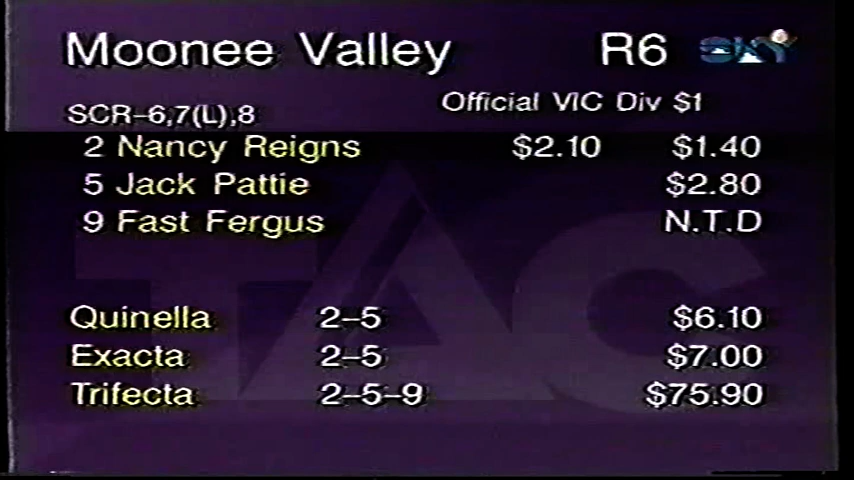 Moonee Valley R6 SKY
SCR-6,7(L),8 Official VIC Div $1
2 Nancy Reigns $2.10 $1.40
5 Jack Pattie $2.80
9 Fast Fergus N.T.D
TAC
Quinella 2-5 $6.10
Exacta 2-5 $7.00
Trifecta 2-5-9 $75.90